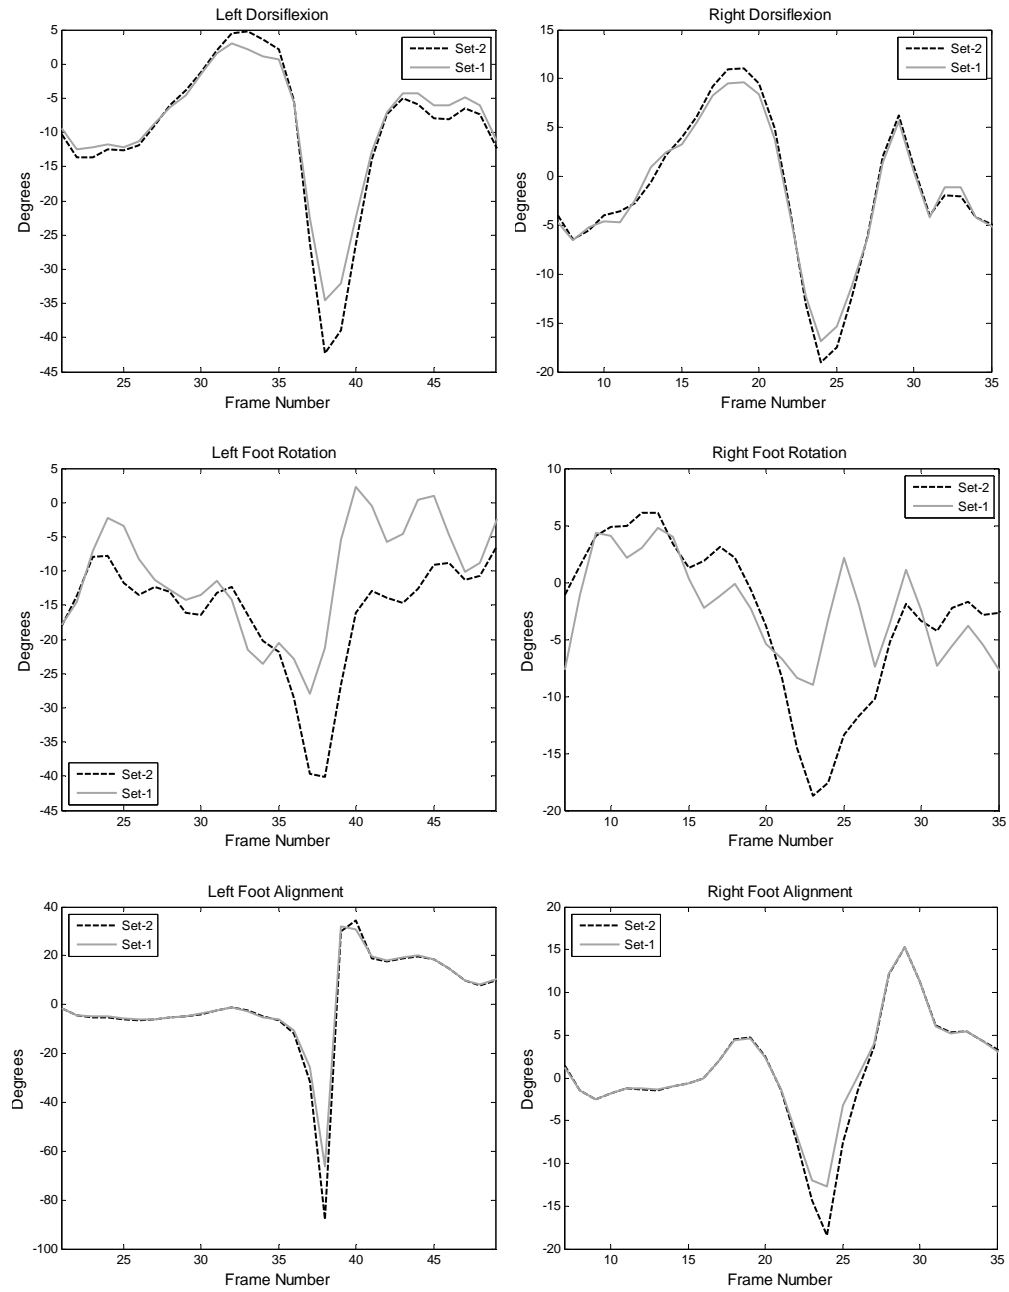 Left Dorsiflexion
5
0
-5
-10
-15
-20
-25
-30
-35
-40
-45
Degrees
25 30 35 40 45
Frame Number
Set-2
Set-1
Right Dorsiflexion
15
10
5
0
-5
-10
-15
-20
Degrees
10 15 20 25 30 35
Frame Number
Set-2
Set-1
Left Foot Rotation
5
0
-5
-10
-15
-20
-25
-30
-35
-40
-45
Degrees
25 30 35 40 45
Frame Number
Set-2
Set-1
Right Foot Rotation
10
5
0
-5
-10
-15
-20
Degrees
10 15 20 25 30 35
Frame Number
Set-2
Set-1
Left Foot Alignment
40
20
0
-20
-40
-60
-80
-100
Degrees
25 30 35 40 45
Frame Number
Set-2
Set-1
Right Foot Alignment
20
15
10
5
0
-5
-10
-15
-20
Degrees
10 15 20 25 30 35
Frame Number
Set-2
Set-1